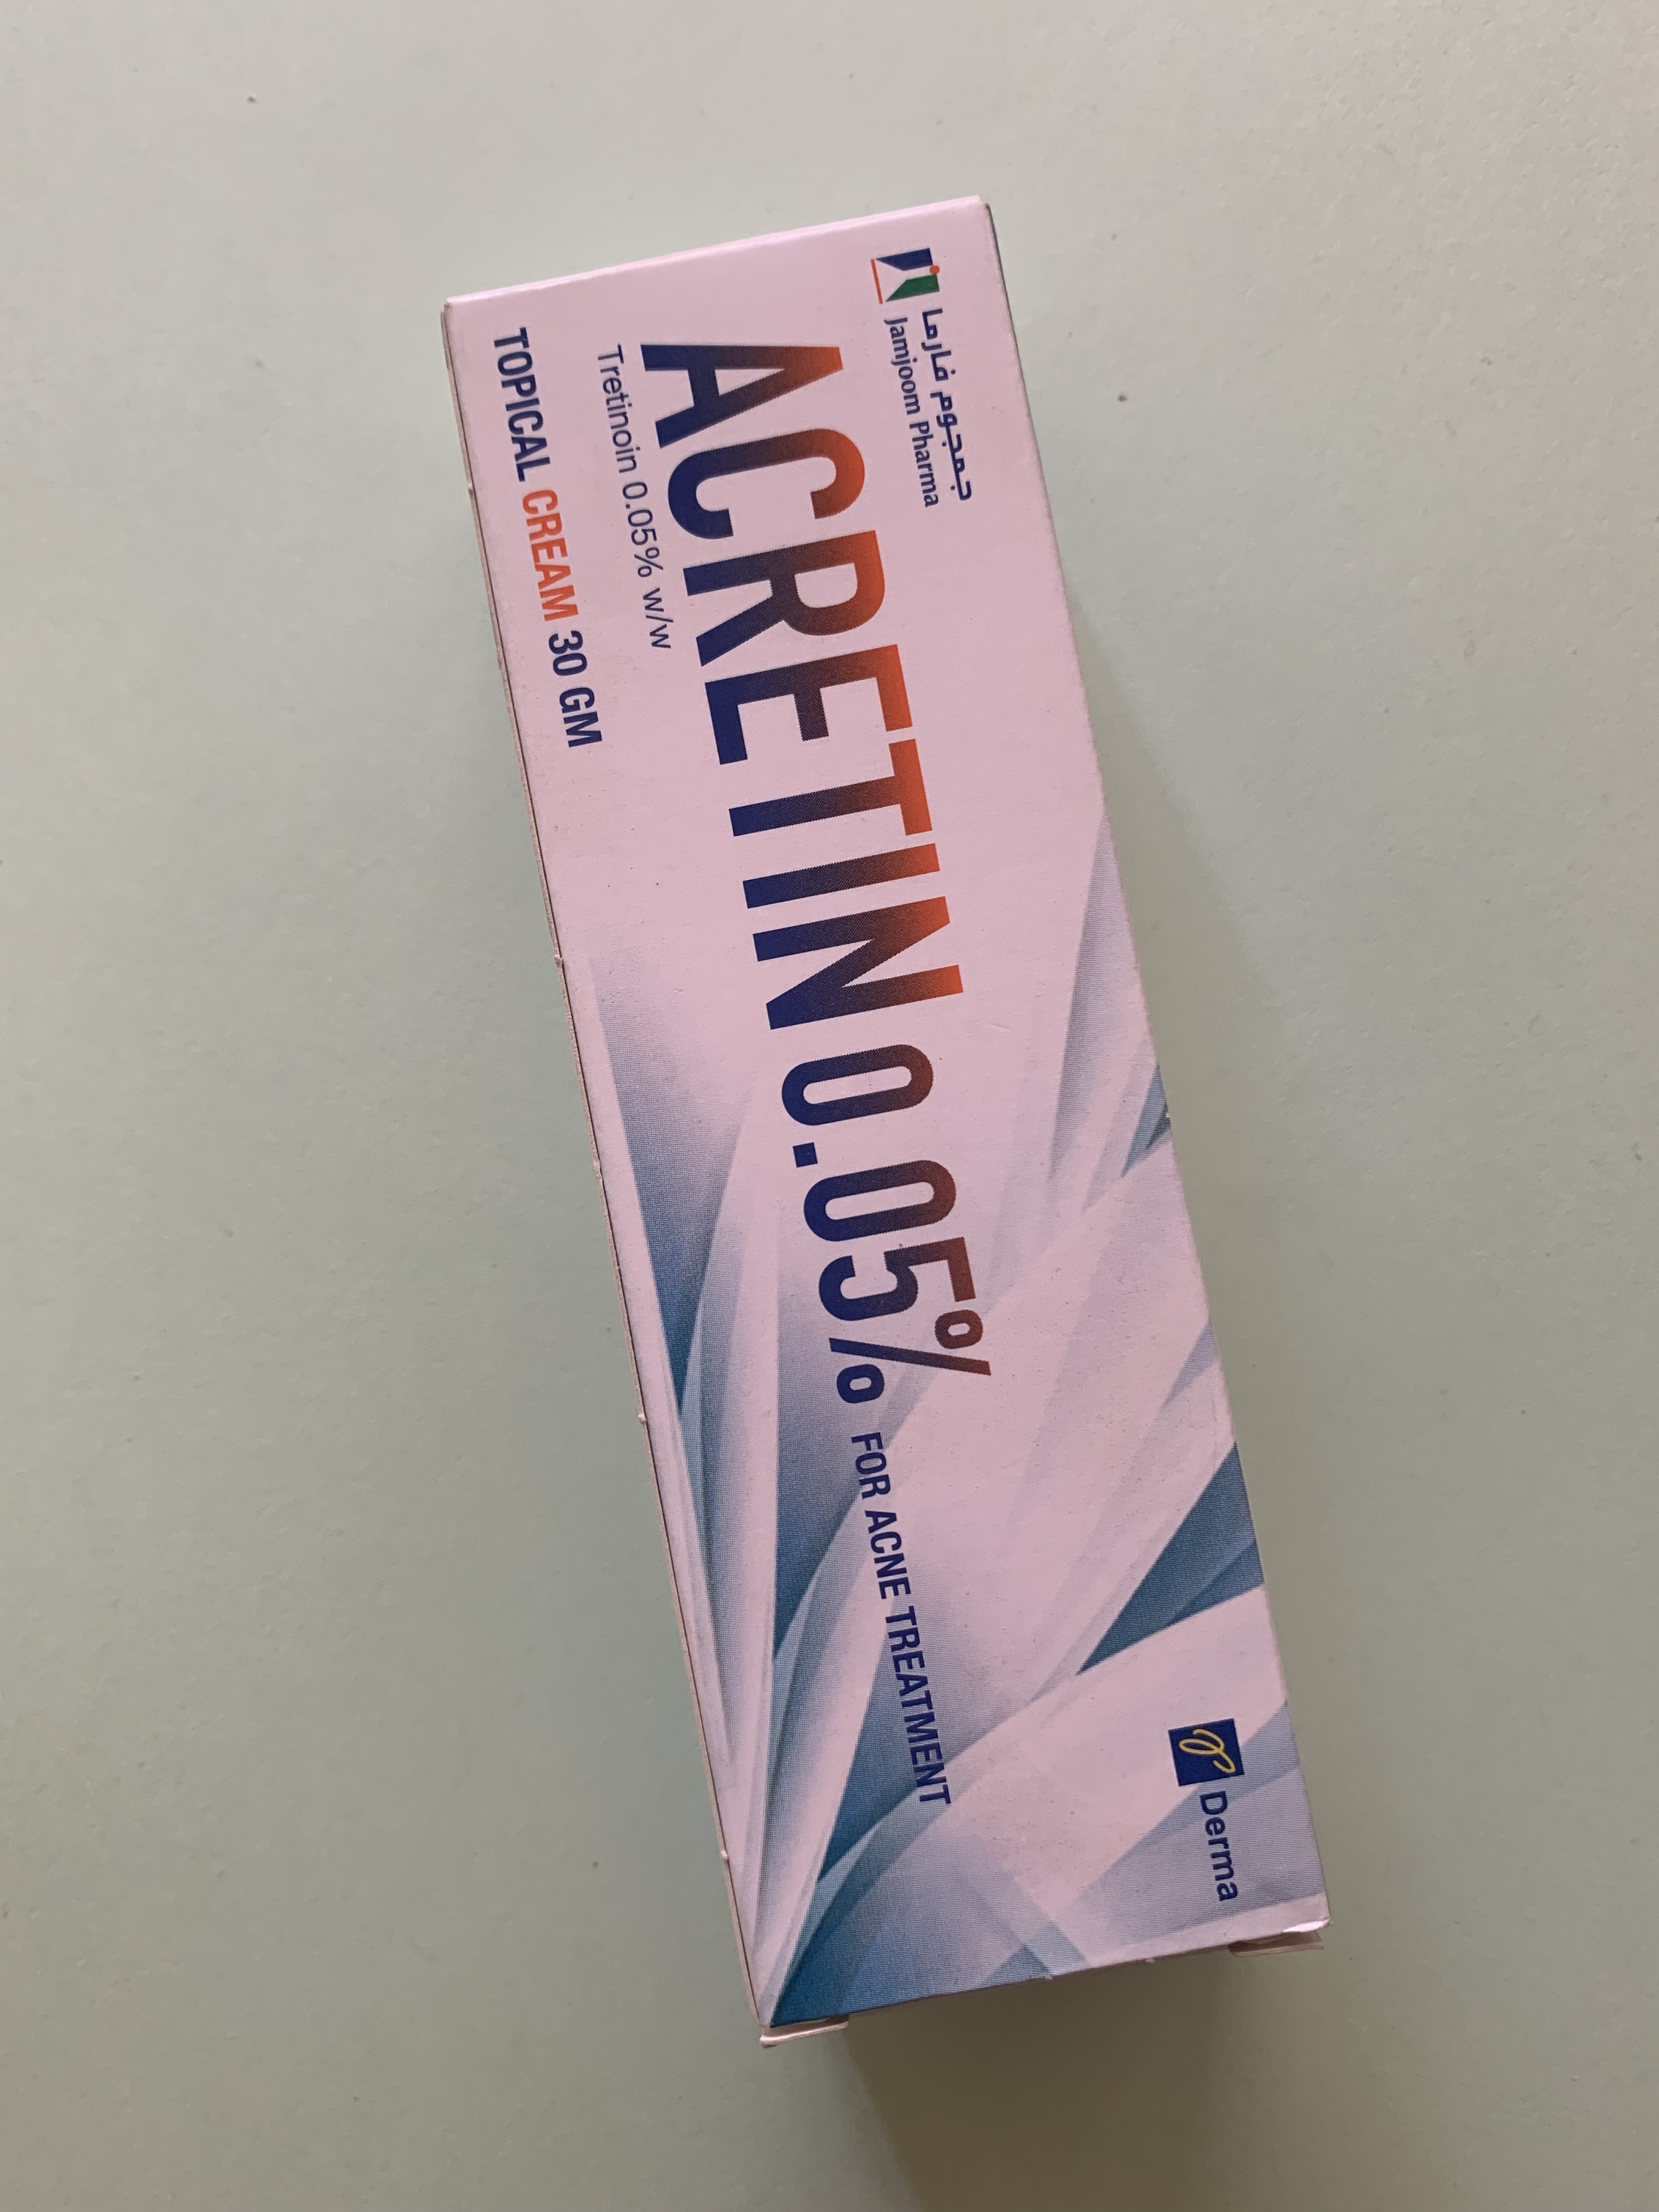 جمجوم فارما
Jamjoom Pharma
ACRETIN 0.05% FOR ACNE TREATMENT
Tretinoin 0.05% w/w
TOPICAL CREAM 30 GM
Derma